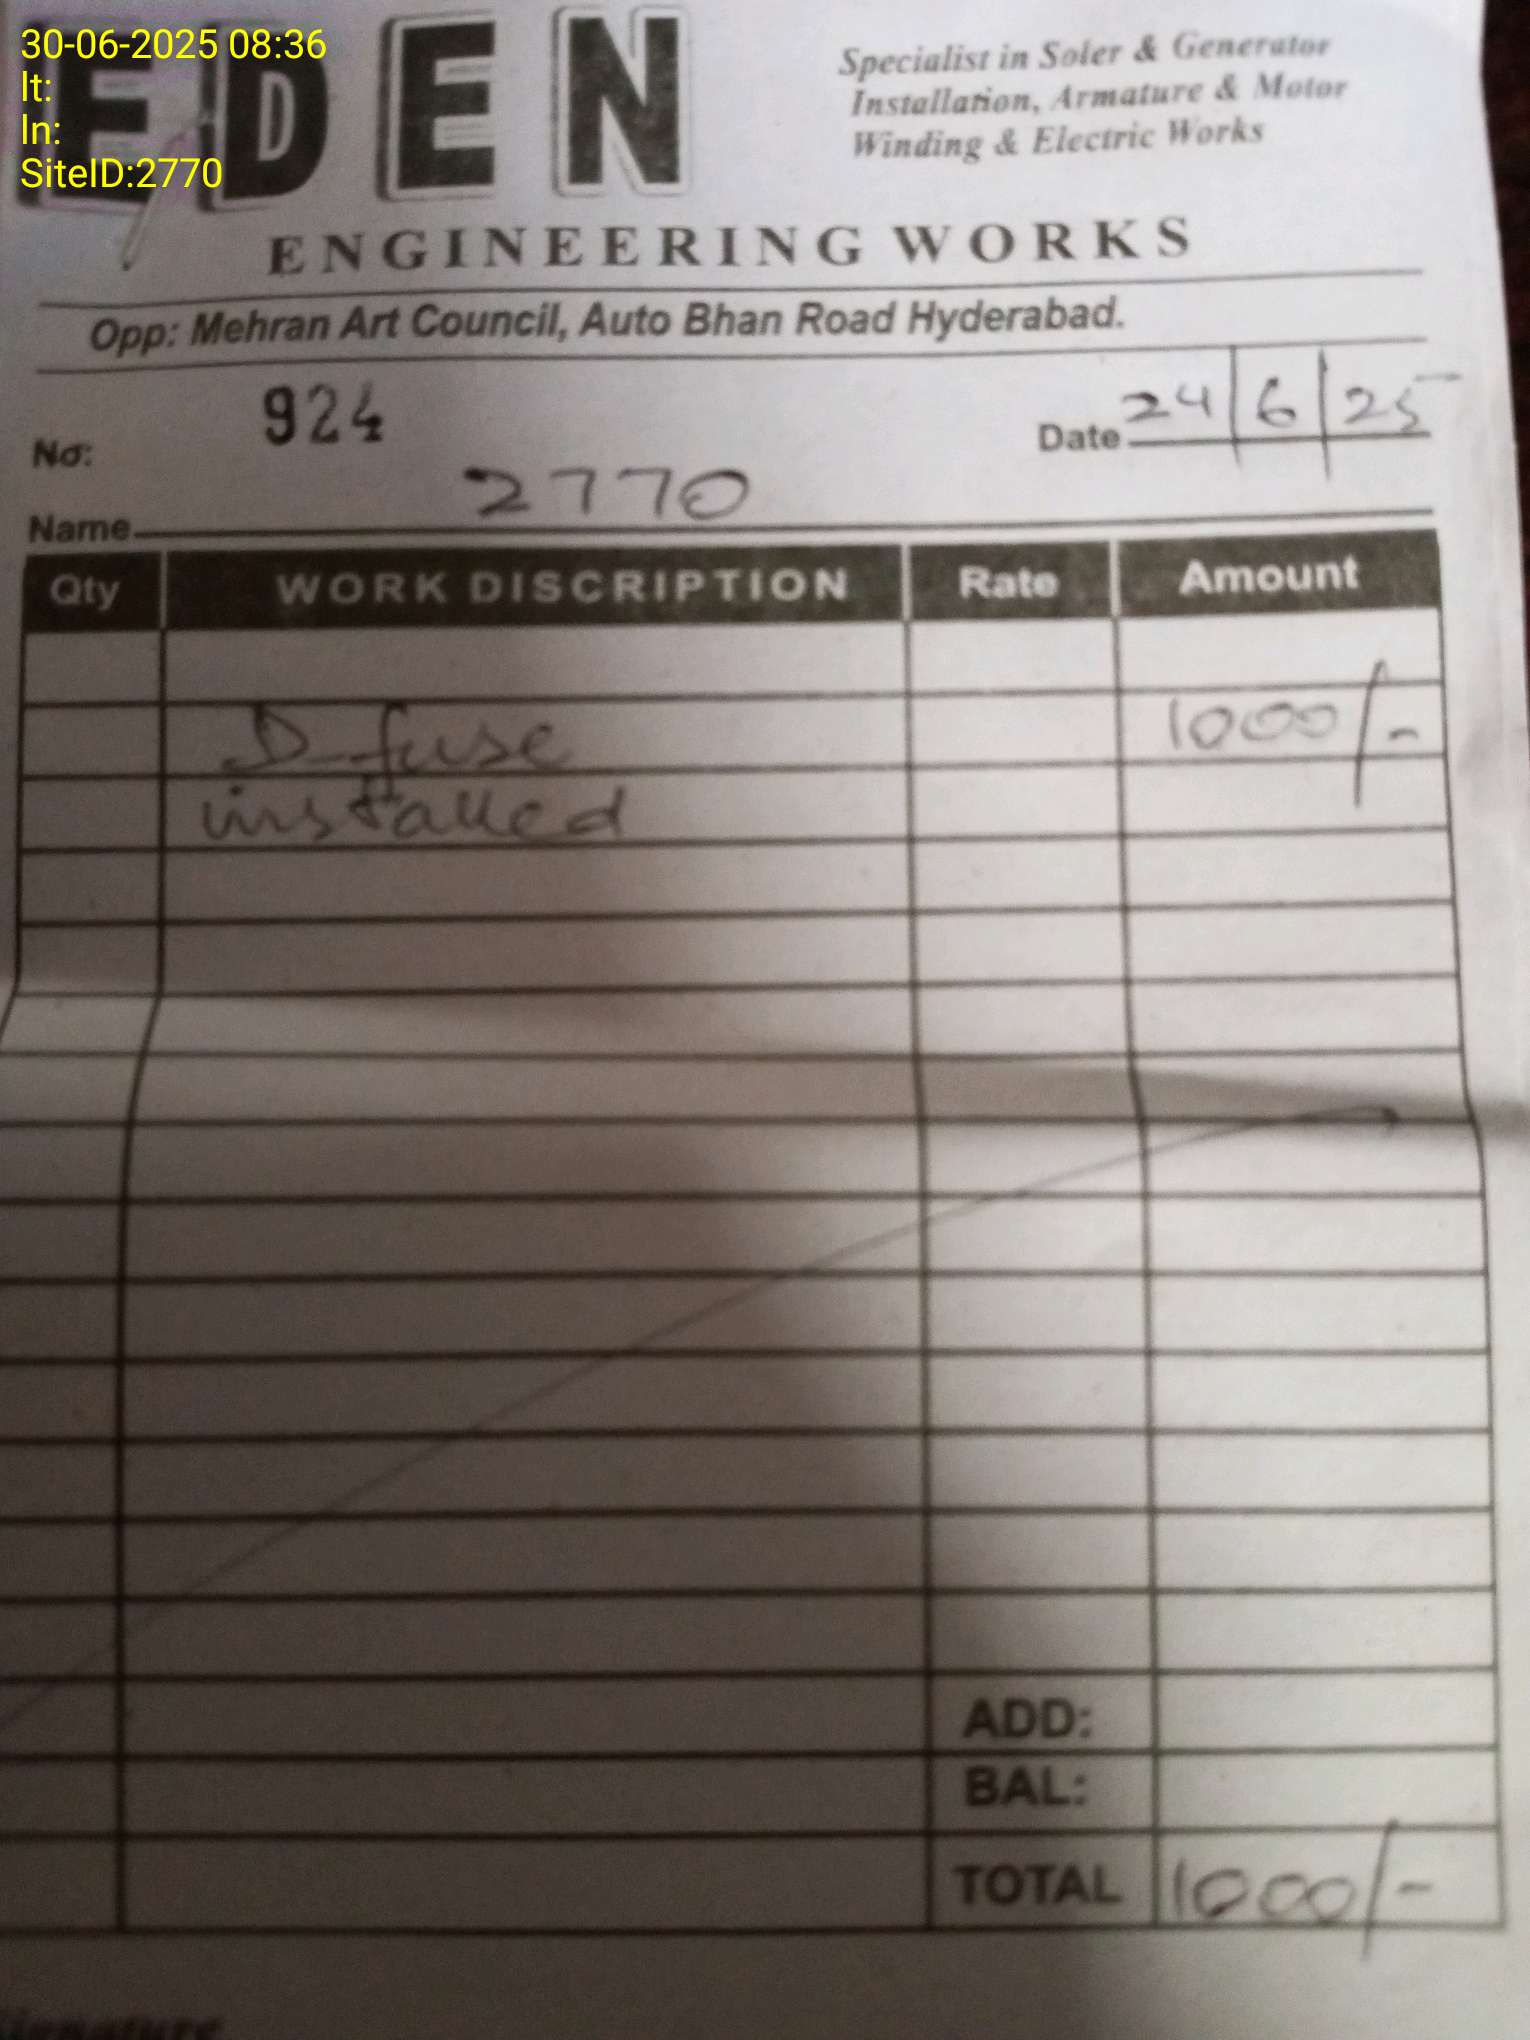 30-06-2025 08:36
lt:
ln:
SiteID:2770
EDEN
Specialist in Soler & Generator
Installation, Armature & Motor
Winding & Electric Works
ENGINEERING WORKS
Opp: Mehran Art Council, Auto Bhan Road Hyderabad.
No: 924
Date 24/6/25
Name 2770
Qty WORK DISCRIPTION Rate Amount
D-fuse 1000/-
installed
ADD:
BAL:
TOTAL 1000/-
Signature